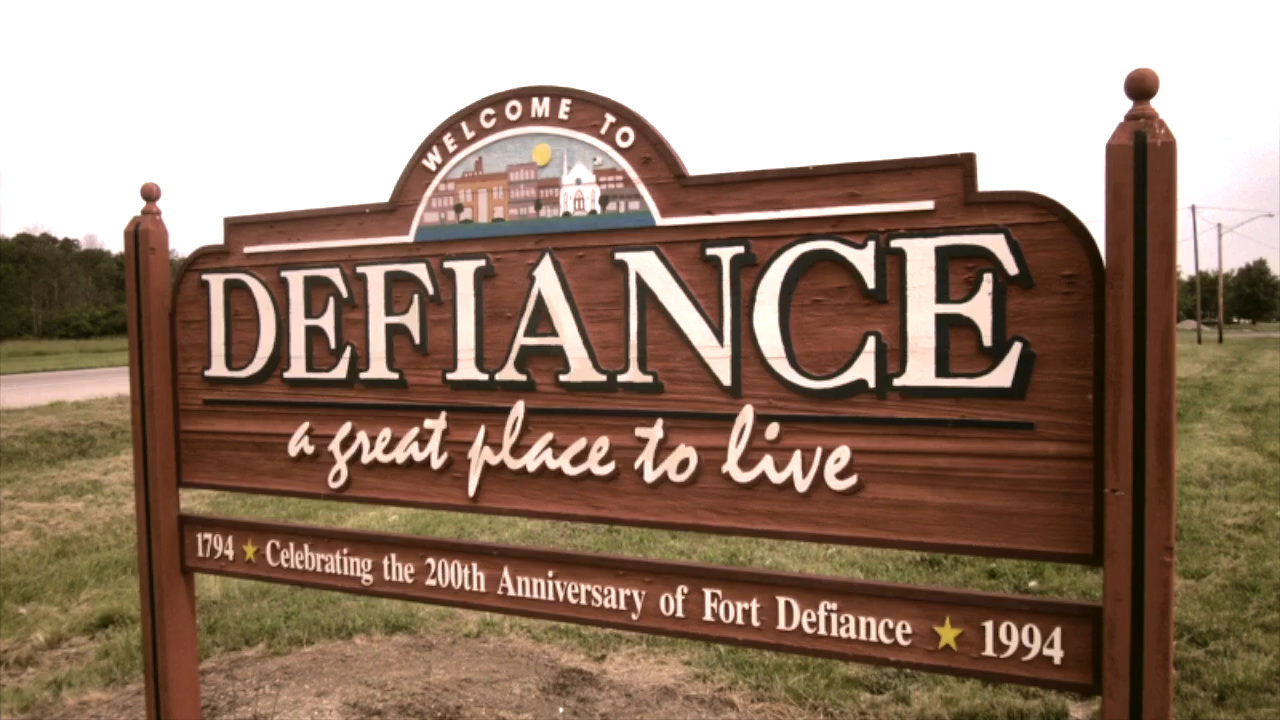 WELCOME TO
DEFIANCE
a great place to live
1794 ★ Celebrating the 200th Anniversary of Fort Defiance ★ 1994